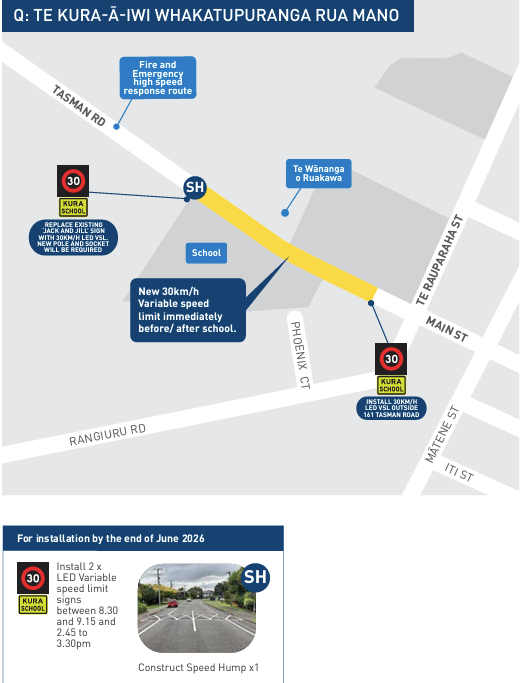 Q: TE KURA-Ā-IWI WHAKATUPURANGA RUA MANO
Fire and
Emergency
high speed
response route
TASMAN RD
30
KURA
SCHOOL
REPLACE EXISTING
'JACK AND JILL' SIGN
WITH 30KM/H LED VSL.
NEW POLE AND SOCKET
WILL BE REQUIRED
SH
Te Wānanga
o Ruakawa
School
New 30km/h
Variable speed
limit immediately
before/ after school.
TE RAUPARAHA ST
MAIN ST
PHOENIX CT
30
KURA
SCHOOL
INSTALL 30KM/H
LED VSL OUTSIDE
161 TASMAN ROAD
RANGIURU RD
MĀTENE ST
ITI ST
For installation by the end of June 2026
30
KURA
SCHOOL
Install 2 x
LED Variable
speed limit
signs
between 8.30
and 9.15 and
2.45 to
3.30pm
SH
Construct Speed Hump x1